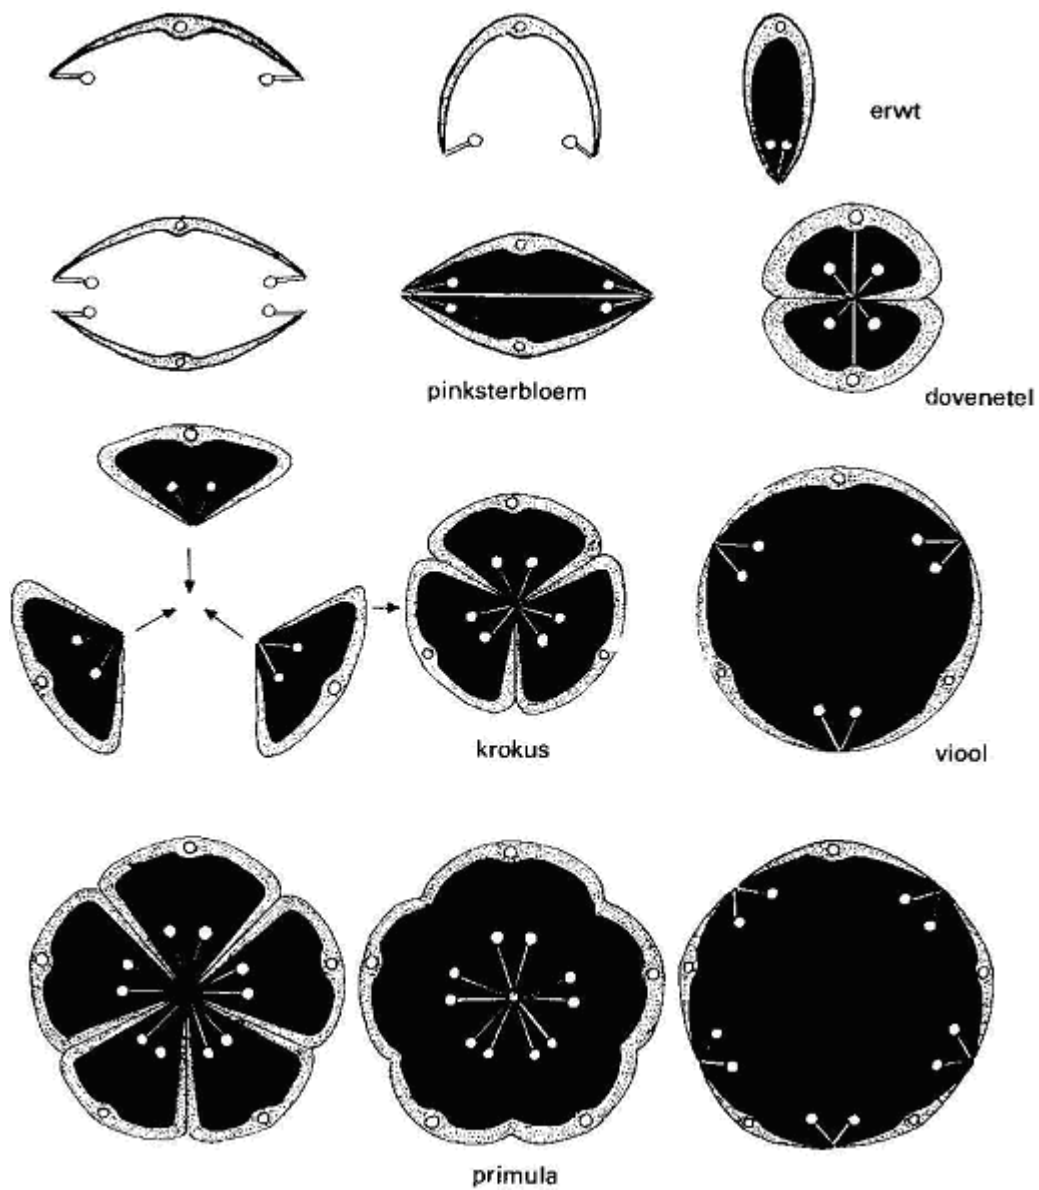 erwt
pinksterbloem
dovenetel
krokus
viool
primula